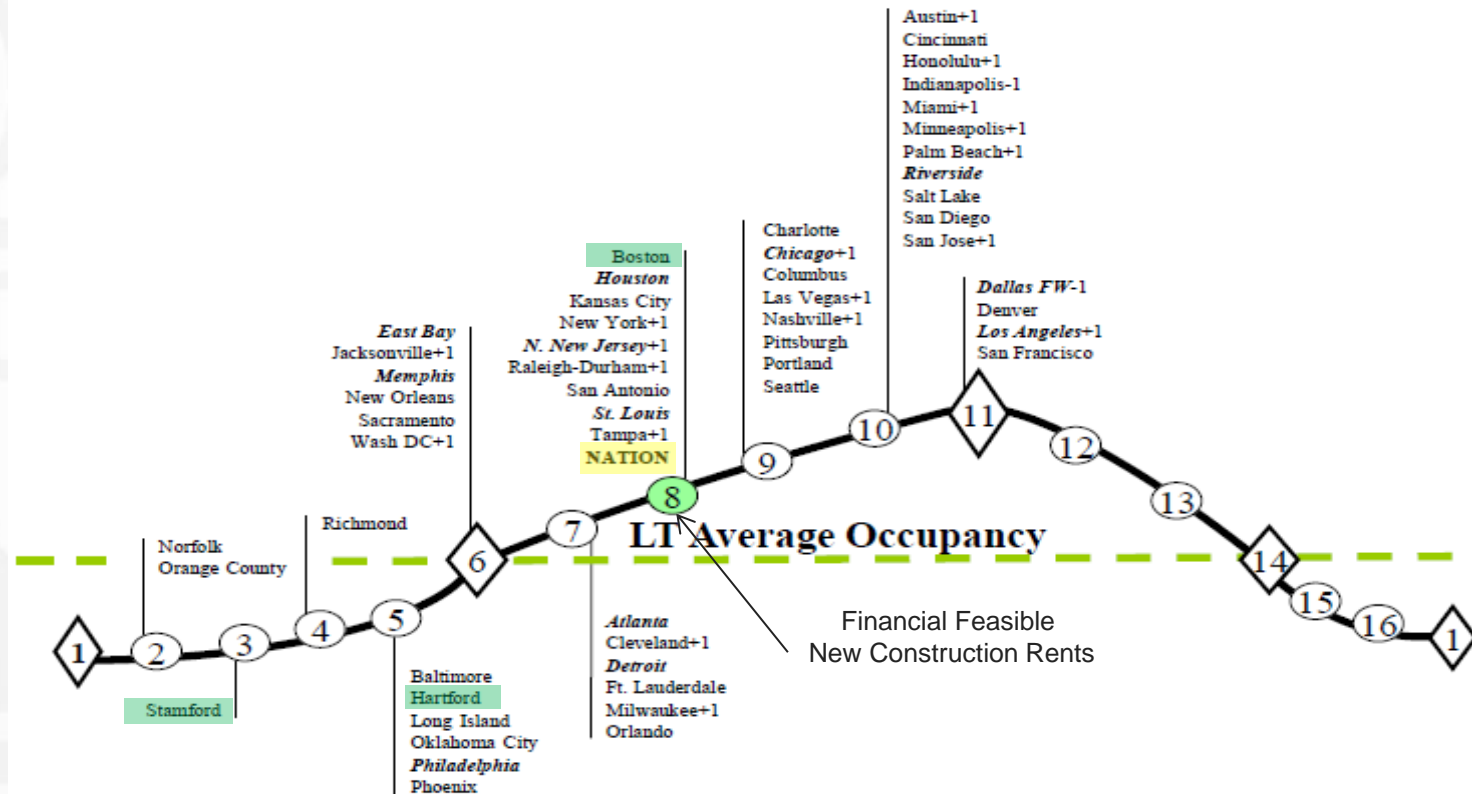 Austin+1
Cincinnati
Honolulu+1
Indianapolis-1
Miami+1
Minneapolis+1
Palm Beach+1
Riverside
Salt Lake
San Diego
San Jose+1
Charlotte
Chicago+1
Columbus
Las Vegas+1
Nashville+1
Pittsburgh
Portland
Seattle
Boston
Houston
Kansas City
New York+1
N. New Jersey+1
Raleigh-Durham+1
San Antonio
St. Louis
Tampa+1
NATION
Dallas FW-1
Denver
Los Angeles+1
San Francisco
East Bay
Jacksonville+1
Memphis
New Orleans
Sacramento
Wash DC+1
Richmond
Norfolk
Orange County
LT Average Occupancy
1
2
3
4
5
6
7
8
9
10
11
12
13
14
15
16
1
Stamford
Baltimore
Hartford
Long Island
Oklahoma City
Philadelphia
Phoenix
Atlanta
Cleveland+1
Detroit
Ft. Lauderdale
Milwaukee+1
Orlando
Financial Feasible
New Construction Rents